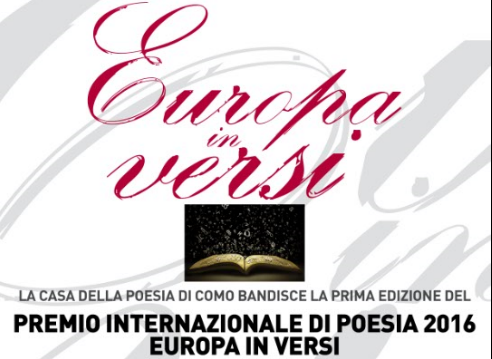 Europa
in
versi
LA CASA DELLA POESIA DI COMO BANDISCE LA PRIMA EDIZIONE DEL
PREMIO INTERNAZIONALE DI POESIA 2016
EUROPA IN VERSI